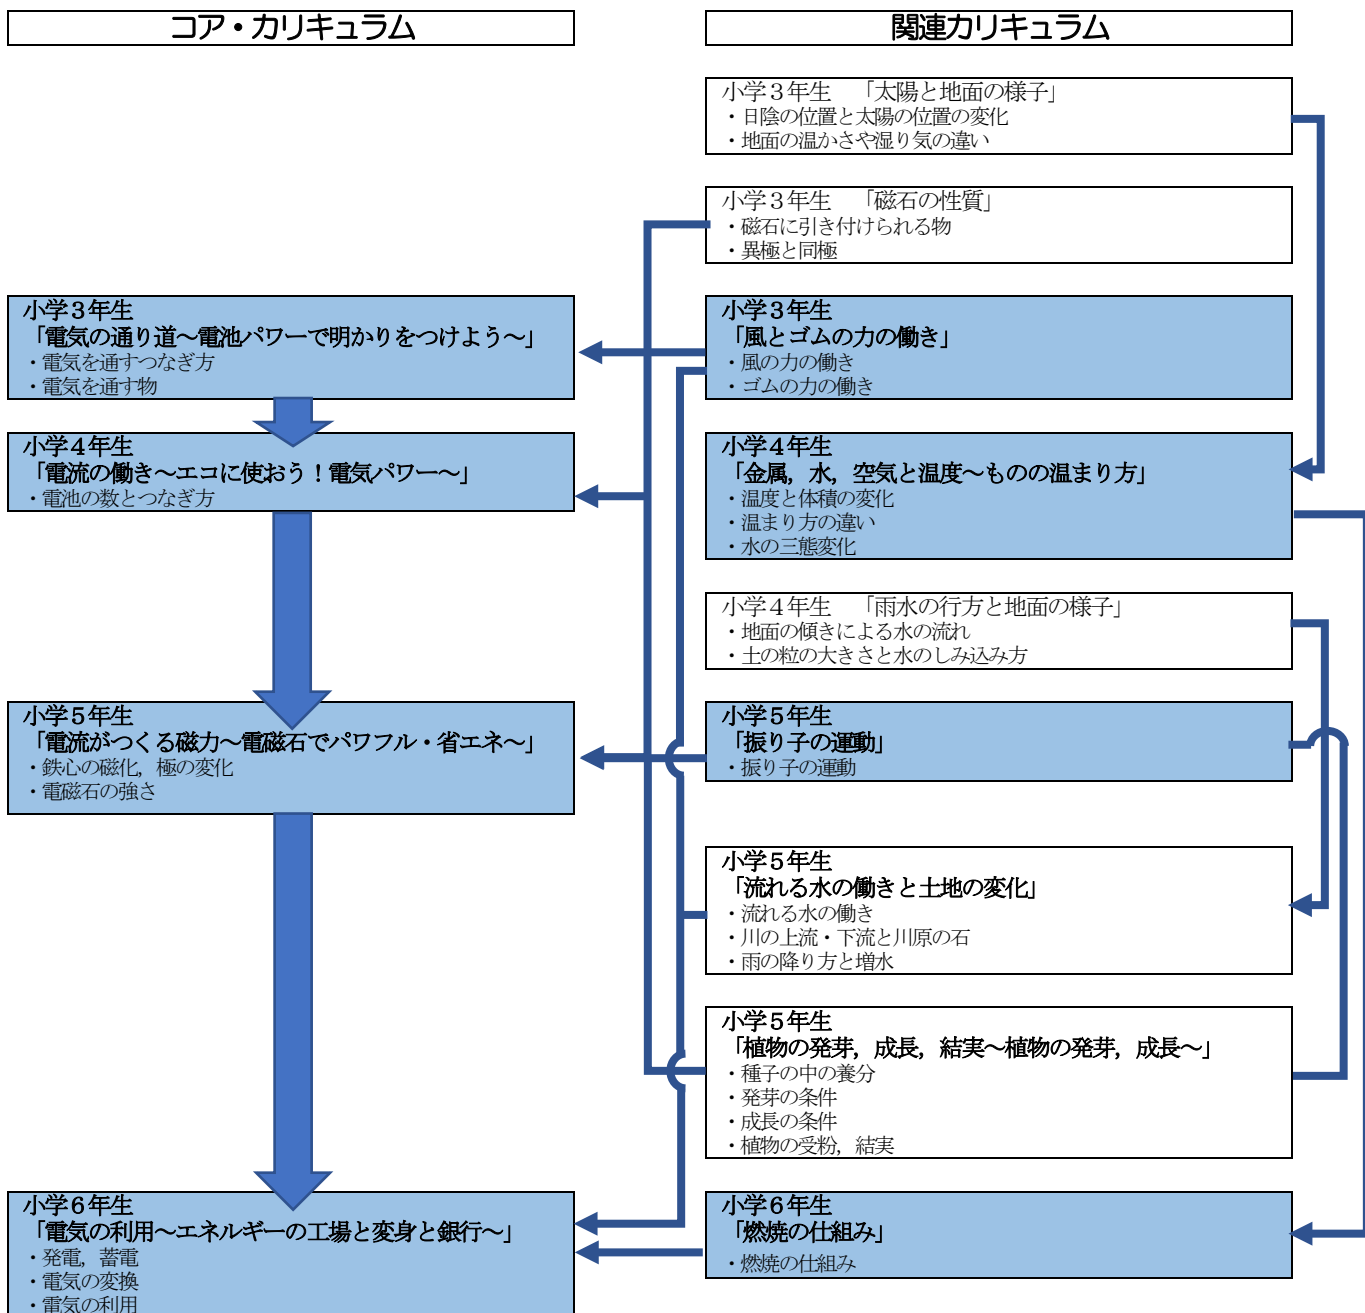 コア・カリキュラム
関連カリキュラム
小学３年生　「太陽と地面の様子」
・日陰の位置と太陽の位置の変化
・地面の温かさや湿り気の違い
小学３年生　「磁石の性質」
・磁石に引き付けられる物
・異極と同極
小学３年生
「電気の通り道～電池パワーで明かりをつけよう～」
・電気を通すつなぎ方
・電気を通す物
小学３年生
「風とゴムの力の働き」
・風の力の働き
・ゴムの力の働き
小学４年生
「電流の働き～エコに使おう！電気パワー～」
・電池の数とつなぎ方
小学４年生
「金属，水，空気と温度～ものの温まり方」
・温度と体積の変化
・温まり方の違い
・水の三態変化
小学４年生　「雨水の行方と地面の様子」
・地面の傾きによる水の流れ
・土の粒の大きさと水のしみ込み方
小学５年生
「電流がつくる磁力～電磁石でパワフル・省エネ～」
・鉄心の磁化，極の変化
・電磁石の強さ
小学５年生
「振り子の運動」
・振り子の運動
小学５年生
「流れる水の働きと土地の変化」
・流れる水の働き
・川の上流・下流と川原の石
・雨の降り方と増水
小学５年生
「植物の発芽，成長，結実～植物の発芽，成長～」
・種子の中の養分
・発芽の条件
・成長の条件
・植物の受粉，結実
小学６年生
「電気の利用～エネルギーの工場と変身と銀行～」
・発電，蓄電
・電気の変換
・電気の利用
小学６年生
「燃焼の仕組み」
・燃焼の仕組み